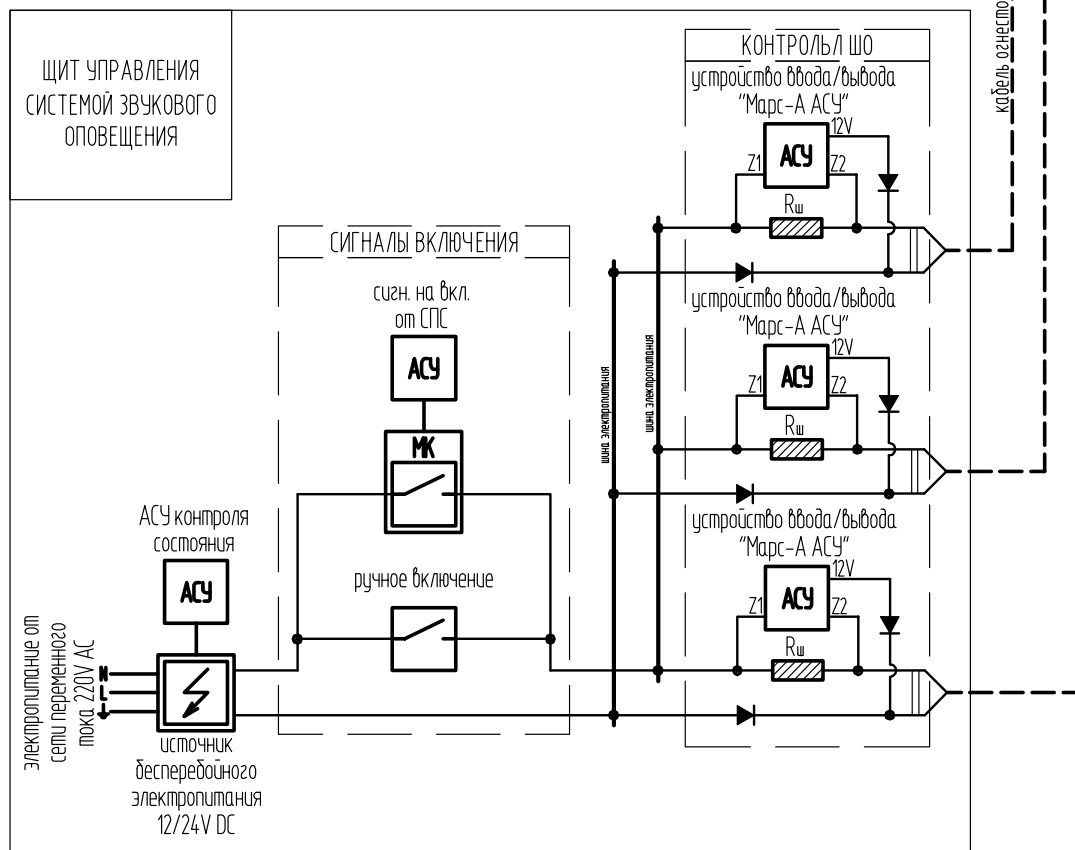 ЩИТ УПРАВЛЕНИЯ
СИСТЕМОЙ ЗВУКОВОГО
ОПОВЕЩЕНИЯ
СИГНАЛЫ ВКЛЮЧЕНИЯ
сигн. на вкл.
от СПС
АСУ
МК
ручное включение
АСУ контроля
состояния
АСУ
электропитание от
сети переменного
тока 220V AC
N
L
источник
бесперебойного
электропитания
12/24V DC
шина электропитания
шина электропитания
КОНТРОЛЬЛ ШО
устройство ввода/вывода
"Марс-А АСУ"
12V
АСУ
Z1
Z2
Rш
устройство ввода/вывода
"Марс-А АСУ"
12V
АСУ
Z1
Z2
Rш
устройство ввода/вывода
"Марс-А АСУ"
12V
АСУ
Z1
Z2
Rш
кабель огнесто